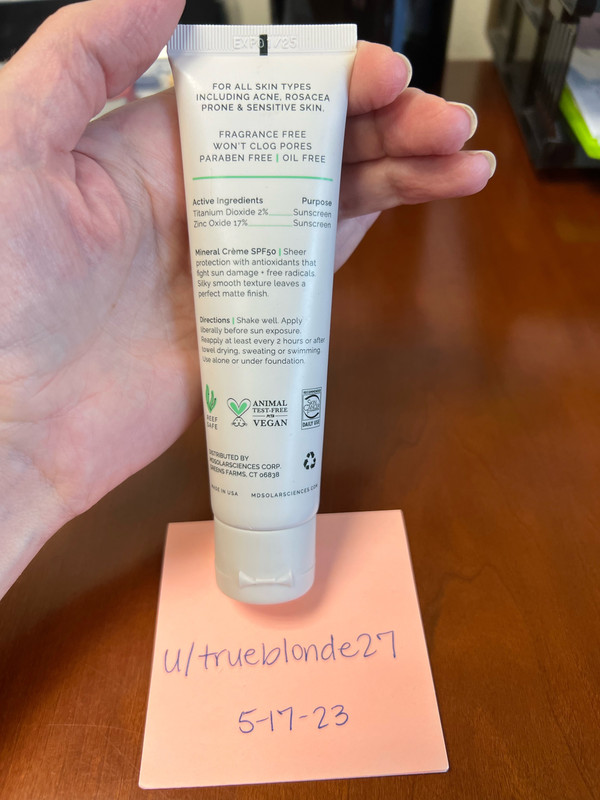 FOR ALL SKIN TYPES
INCLUDING ACNE, ROSACEA
PRONE & SENSITIVE SKIN.
FRAGRANCE FREE
WON'T CLOG PORES
PARABEN FREE | OIL FREE
Active Ingredients Purpose
Titanium Dioxide 2% Sunscreen
Zinc Oxide 17% Sunscreen
Mineral Crème SPF50 | Sheer
protection with antioxidants that
fight sun damage + free radicals.
Silky smooth texture leaves a
perfect matte finish.
Directions | Shake well. Apply
liberally before sun exposure.
Reapply at least every 2 hours or after
towel drying, sweating or swimming.
Use alone or under foundation.
REEF
SAFE
ANIMAL
TEST-FREE
VEGAN
DAILY USE
DISTRIBUTED BY
MDSOLARSCIENCES CORP.
GREENS FARMS, CT 06838
MADE IN USA MDSOLARSCIENCES.COM
u/trueblonde27
5-17-23